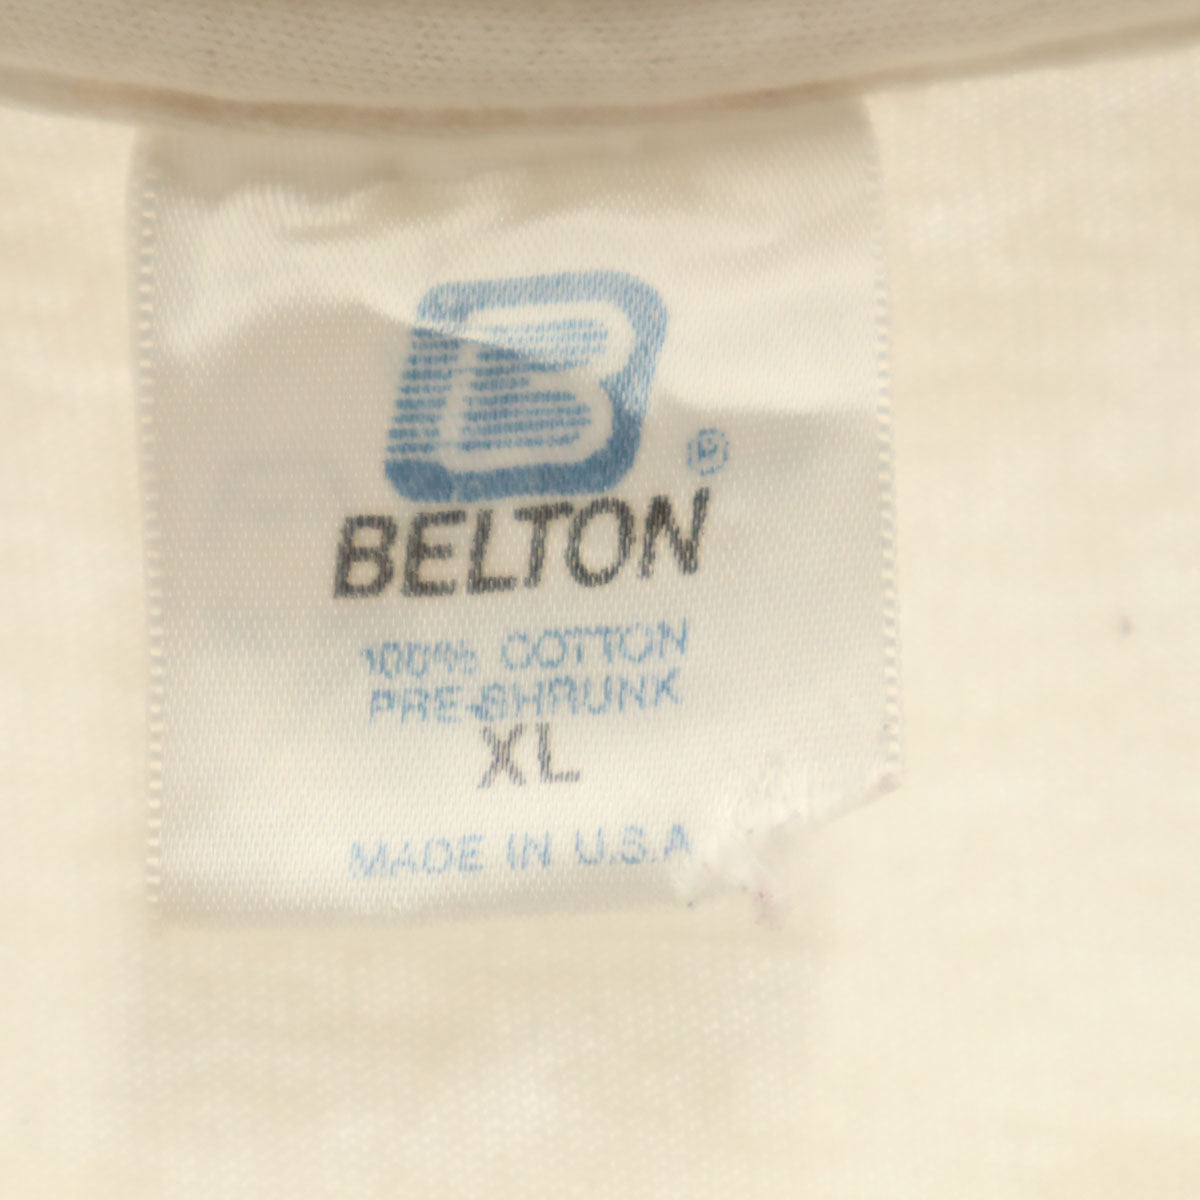 B
®
BELTON
100% COTTON
PRE-SHRUNK
XL
MADE IN U.S.A